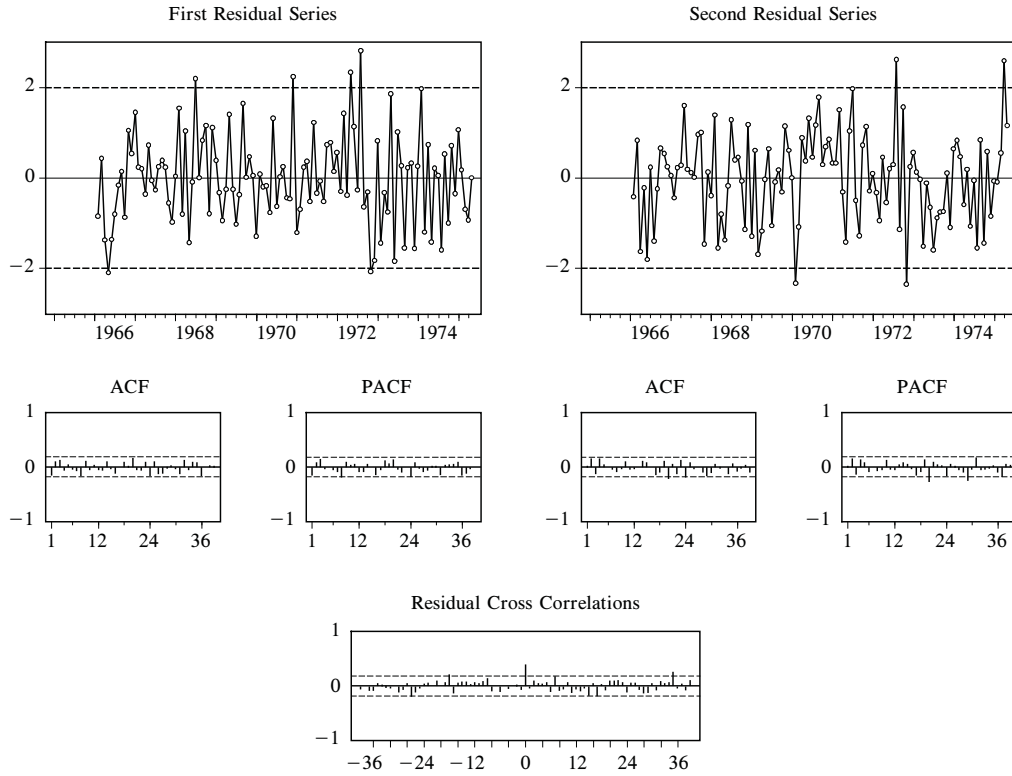 First Residual Series
Second Residual Series
2
0
−2
1966 1968 1970 1972 1974
2
0
−2
1966 1968 1970 1972 1974
ACF
PACF
ACF
PACF
1
0
−1
1 12 24 36
1
0
−1
1 12 24 36
1
0
−1
1 12 24 36
1
0
−1
1 12 24 36
Residual Cross Correlations
1
0
−1
−36 −24 −12 0 12 24 36